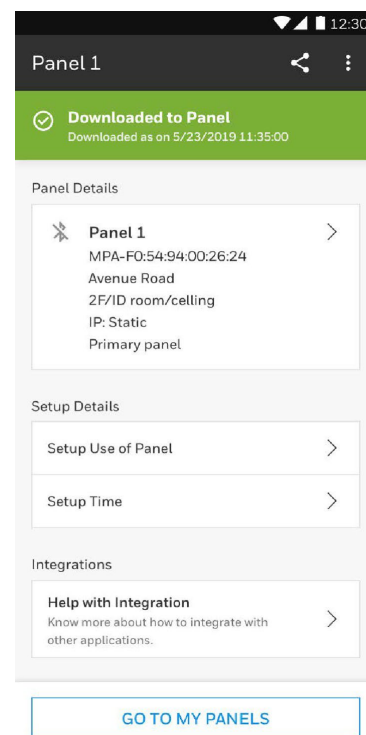 12:30
Panel 1
Downloaded to Panel
Downloaded as on 5/23/2019 11:35:00
Panel Details
Panel 1
MPA-F0:54:94:00:26:24
Avenue Road
2F/ID room/celling
IP: Static
Primary panel
Setup Details
Setup Use of Panel
Setup Time
Integrations
Help with Integration
Know more about how to integrate with
other applications.
GO TO MY PANELS